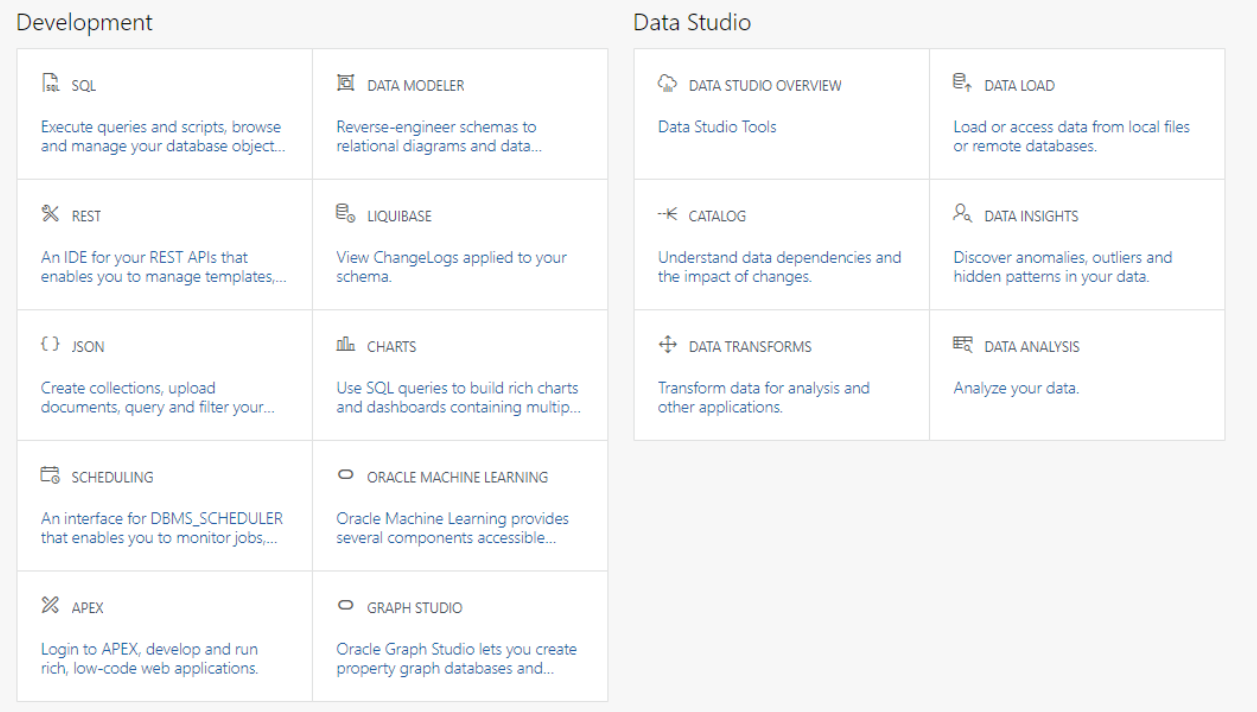 Development
SQL
Execute queries and scripts, browse
and manage your database object...
DATA MODELER
Reverse-engineer schemas to
relational diagrams and data...
REST
An IDE for your REST APIs that
enables you to manage templates,...
LIQUIBASE
View ChangeLogs applied to your
schema.
JSON
Create collections, upload
documents, query and filter your...
CHARTS
Use SQL queries to build rich charts
and dashboards containing multip...
SCHEDULING
An interface for DBMS_SCHEDULER
that enables you to monitor jobs,...
ORACLE MACHINE LEARNING
Oracle Machine Learning provides
several components accessible...
APEX
Login to APEX, develop and run
rich, low-code web applications.
GRAPH STUDIO
Oracle Graph Studio lets you create
property graph databases and...
Data Studio
DATA STUDIO OVERVIEW
Data Studio Tools
DATA LOAD
Load or access data from local files
or remote databases.
CATALOG
Understand data dependencies and
the impact of changes.
DATA INSIGHTS
Discover anomalies, outliers and
hidden patterns in your data.
DATA TRANSFORMS
Transform data for analysis and
other applications.
DATA ANALYSIS
Analyze your data.